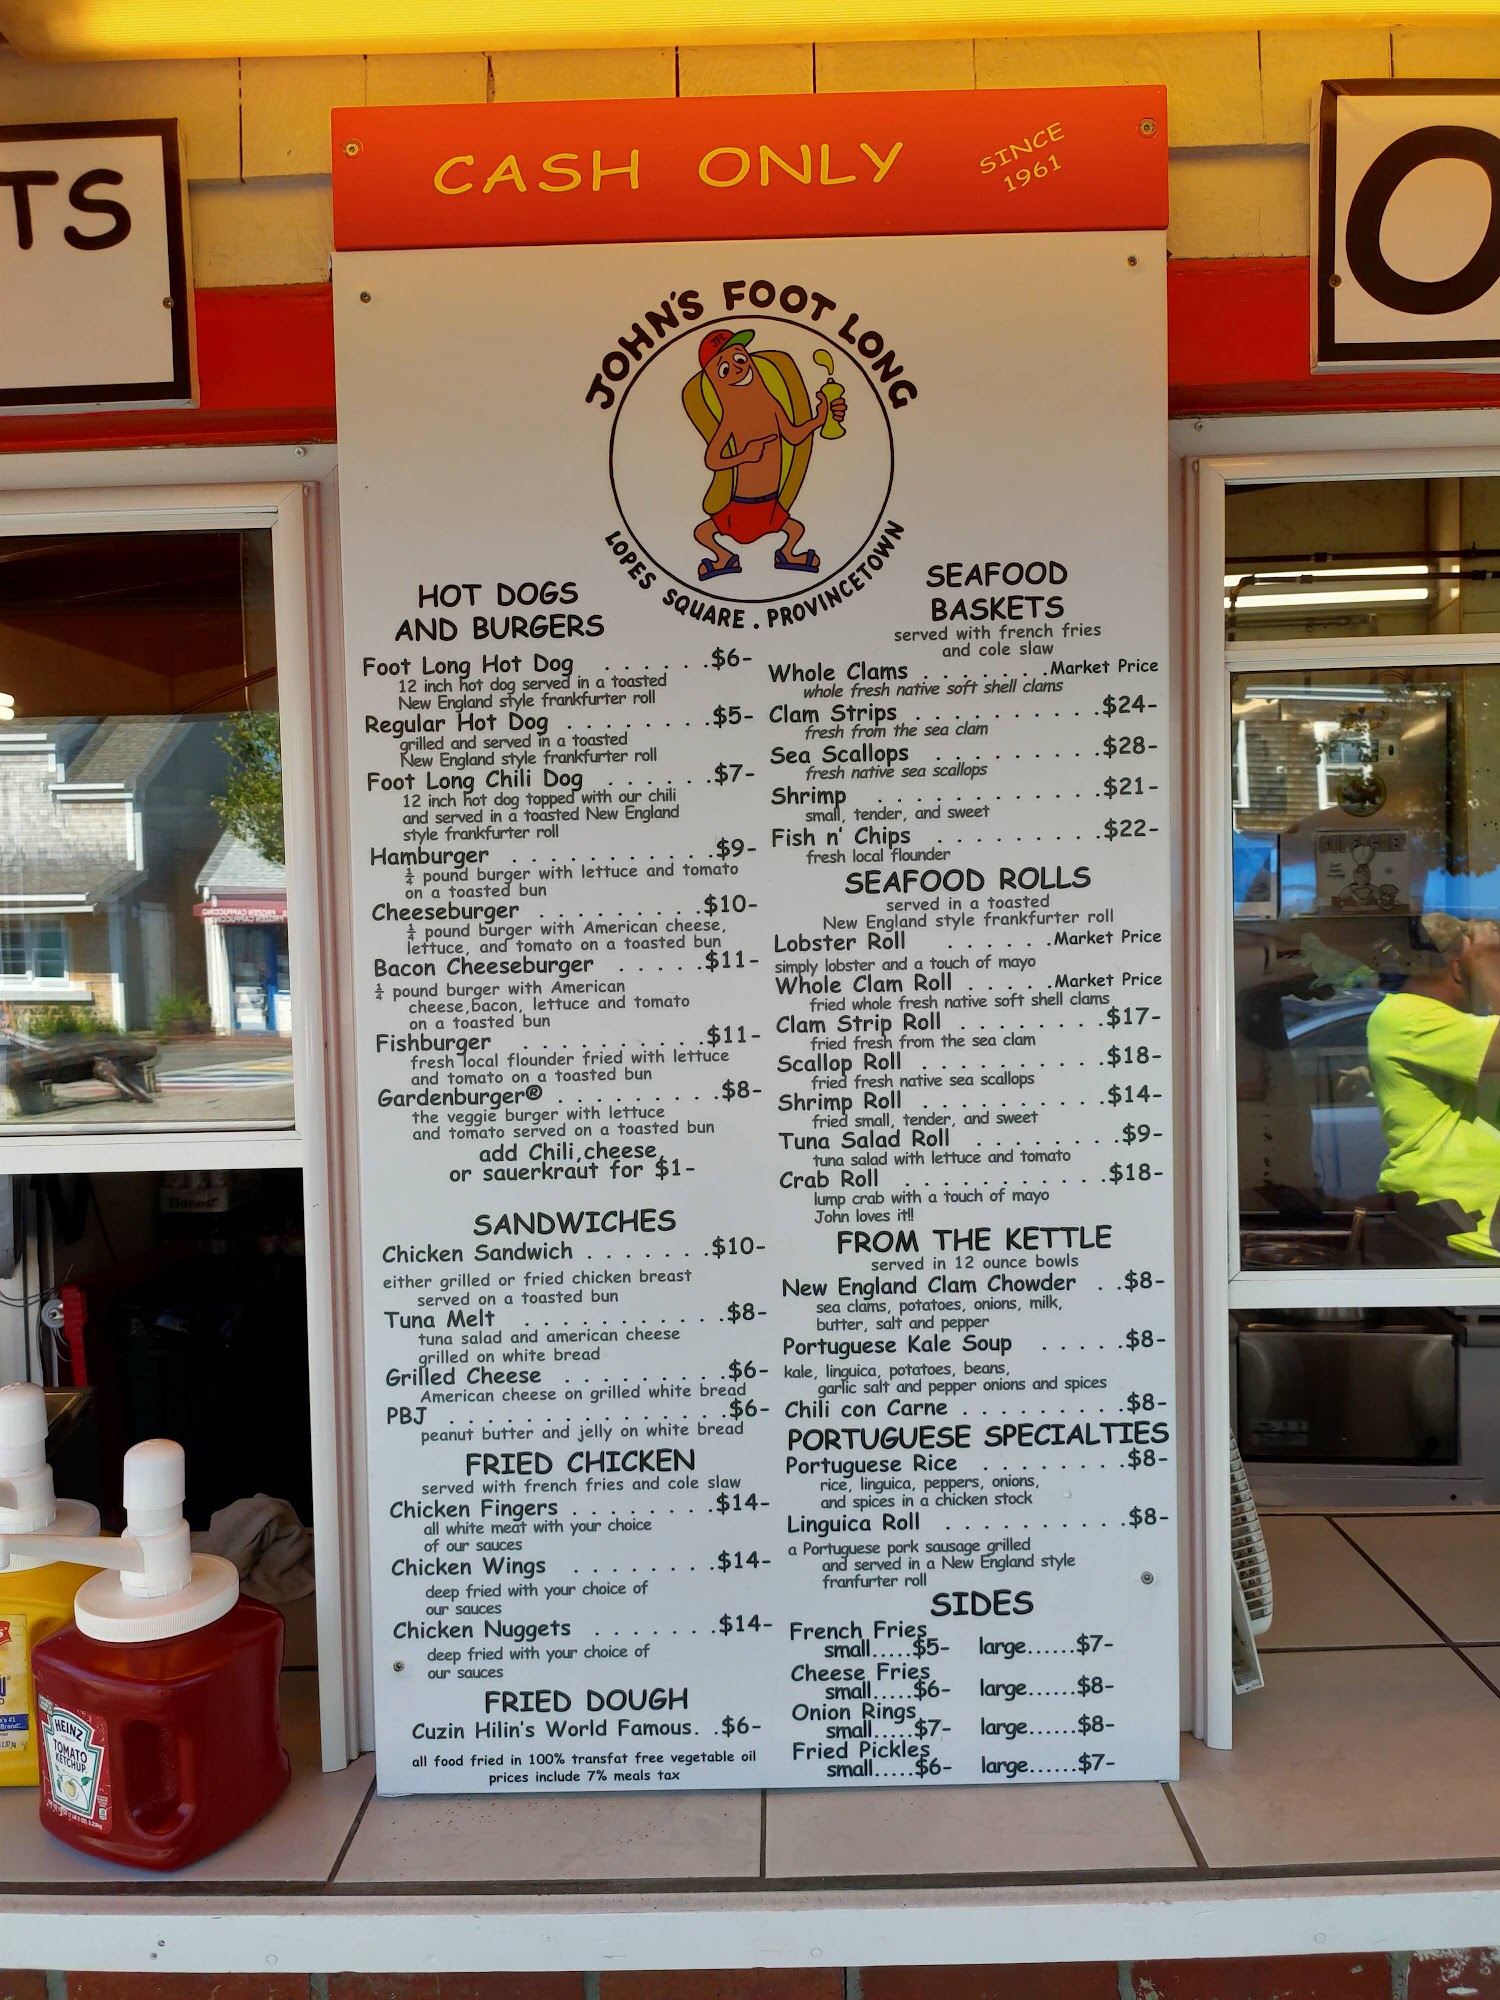 TS
O
CASH ONLY
SINCE
1961
JOHN'S FOOT LONG
JFL
LOPES SQUARE . PROVINCETOWN
HOT DOGS
AND BURGERS
Foot Long Hot Dog . . . . . . .$6-
12 inch hot dog served in a toasted
New England style frankfurter roll
Regular Hot Dog . . . . . . . .$5-
grilled and served in a toasted
New England style frankfurter roll
Foot Long Chili Dog . . . . . .$7-
12 inch hot dog topped with our chili
and served in a toasted New England
style frankfurter roll
Hamburger . . . . . . . . . . .$9-
¼ pound burger with lettuce and tomato
on a toasted bun
Cheeseburger . . . . . . . . .$10-
¼ pound burger with American cheese,
lettuce, and tomato on a toasted bun
Bacon Cheeseburger . . . . .$11-
¼ pound burger with American
cheese,bacon, lettuce and tomato
on a toasted bun
Fishburger . . . . . . . . . .$11-
fresh local flounder fried with lettuce
and tomato on a toasted bun
Gardenburger® . . . . . . . . .$8-
the veggie burger with lettuce
and tomato served on a toasted bun
add Chili,cheese,
or sauerkraut for $1-
SANDWICHES
Chicken Sandwich . . . . . . .$10-
either grilled or fried chicken breast
served on a toasted bun
Tuna Melt . . . . . . . . . . .$8-
tuna salad and american cheese
grilled on white bread
Grilled Cheese . . . . . . . . .$6-
American cheese on grilled white bread
PBJ . . . . . . . . . . . . . . .$6-
peanut butter and jelly on white bread
FRIED CHICKEN
served with french fries and cole slaw
Chicken Fingers . . . . . . . .$14-
all white meat with your choice
of our sauces
Chicken Wings . . . . . . . .$14-
deep fried with your choice of
our sauces
Chicken Nuggets . . . . . . .$14-
deep fried with your choice of
our sauces
FRIED DOUGH
Cuzin Hilin's World Famous. .$6-
all food fried in 100% transfat free vegetable oil
prices include 7% meals tax
SEAFOOD
BASKETS
served with french fries
and cole slaw
Whole Clams . . . . . . .Market Price
whole fresh native soft shell clams
Clam Strips . . . . . . . . . .$24-
fresh from the sea clam
Sea Scallops . . . . . . . . .$28-
fresh native sea scallops
Shrimp . . . . . . . . . . . .$21-
small, tender, and sweet
Fish n' Chips . . . . . . . .$22-
fresh local flounder
SEAFOOD ROLLS
served in a toasted
New England style frankfurter roll
Lobster Roll . . . . . .Market Price
simply lobster and a touch of mayo
Whole Clam Roll . . . . .Market Price
fried whole fresh native soft shell clams
Clam Strip Roll . . . . . . . .$17-
fried fresh from the sea clam
Scallop Roll . . . . . . . . . .$18-
fried fresh native sea scallops
Shrimp Roll . . . . . . . . . .$14-
fried small, tender, and sweet
Tuna Salad Roll . . . . . . . .$9-
tuna salad with lettuce and tomato
Crab Roll . . . . . . . . . . .$18-
lump crab with a touch of mayo
John loves it!!
FROM THE KETTLE
served in 12 ounce bowls
New England Clam Chowder . .$8-
sea clams, potatoes, onions, milk,
butter, salt and pepper
Portuguese Kale Soup . . . . .$8-
kale, linguica, potatoes, beans,
garlic salt and pepper onions and spices
Chili con Carne . . . . . . . . .$8-
PORTUGUESE SPECIALTIES
Portuguese Rice . . . . . . . .$8-
rice, linguica, peppers, onions,
and spices in a chicken stock
Linguica Roll . . . . . . . . . .$8-
a Portuguese pork sausage grilled
and served in a New England style
franfurter roll
SIDES
French Fries
small.....$5- large......$7-
Cheese Fries
small.....$6- large......$8-
Onion Rings
small.....$7- large......$8-
Fried Pickles
small.....$6- large......$7-
SUPER CHEF
FROZEN CAPPUCCINO
HEINZ
TOMATO
KETCHUP